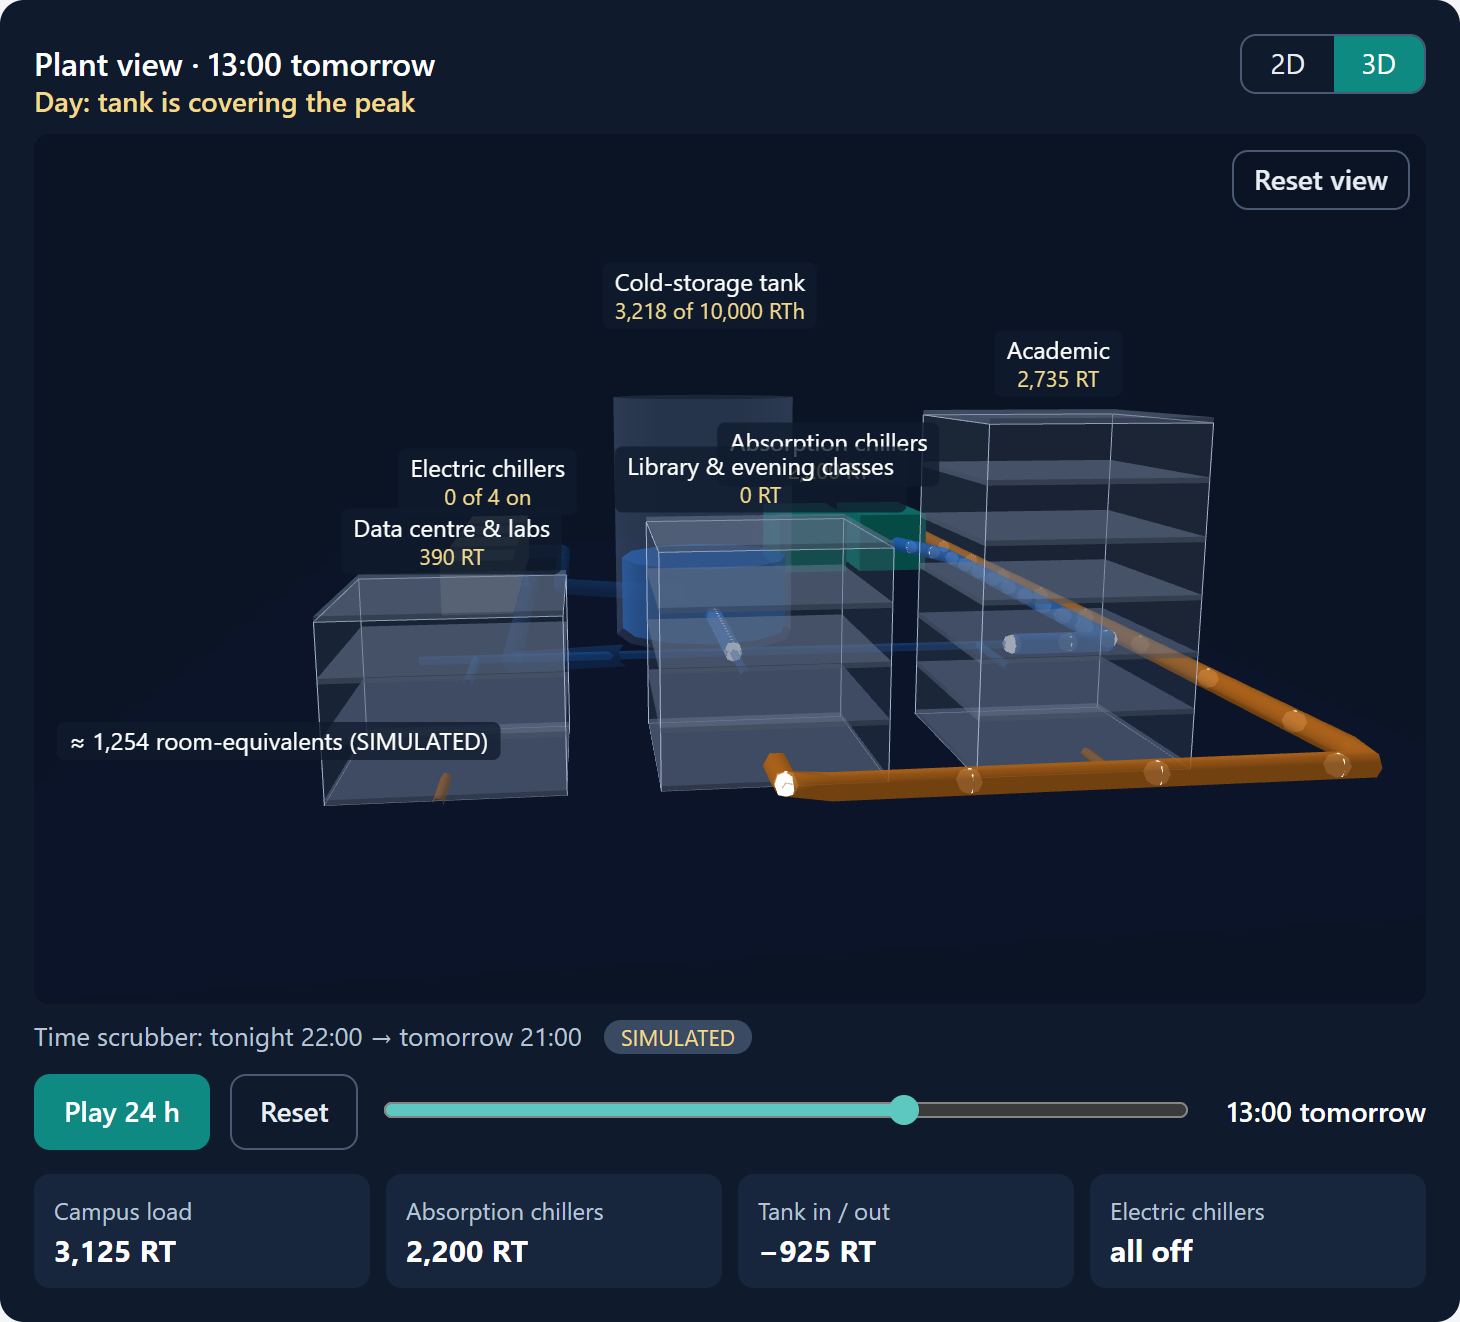 Plant view · 13:00 tomorrow
Day: tank is covering the peak
2D
3D
Reset view
Cold-storage tank
3,218 of 10,000 RTh
Academic
2,735 RT
Absorption chillers
Electric chillers
0 of 4 on
Library & evening classes
0 RT
Data centre & labs
390 RT
≈ 1,254 room-equivalents (SIMULATED)
Time scrubber: tonight 22:00 → tomorrow 21:00
SIMULATED
Play 24 h
Reset
13:00 tomorrow
Campus load
3,125 RT
Absorption chillers
2,200 RT
Tank in / out
−925 RT
Electric chillers
all off